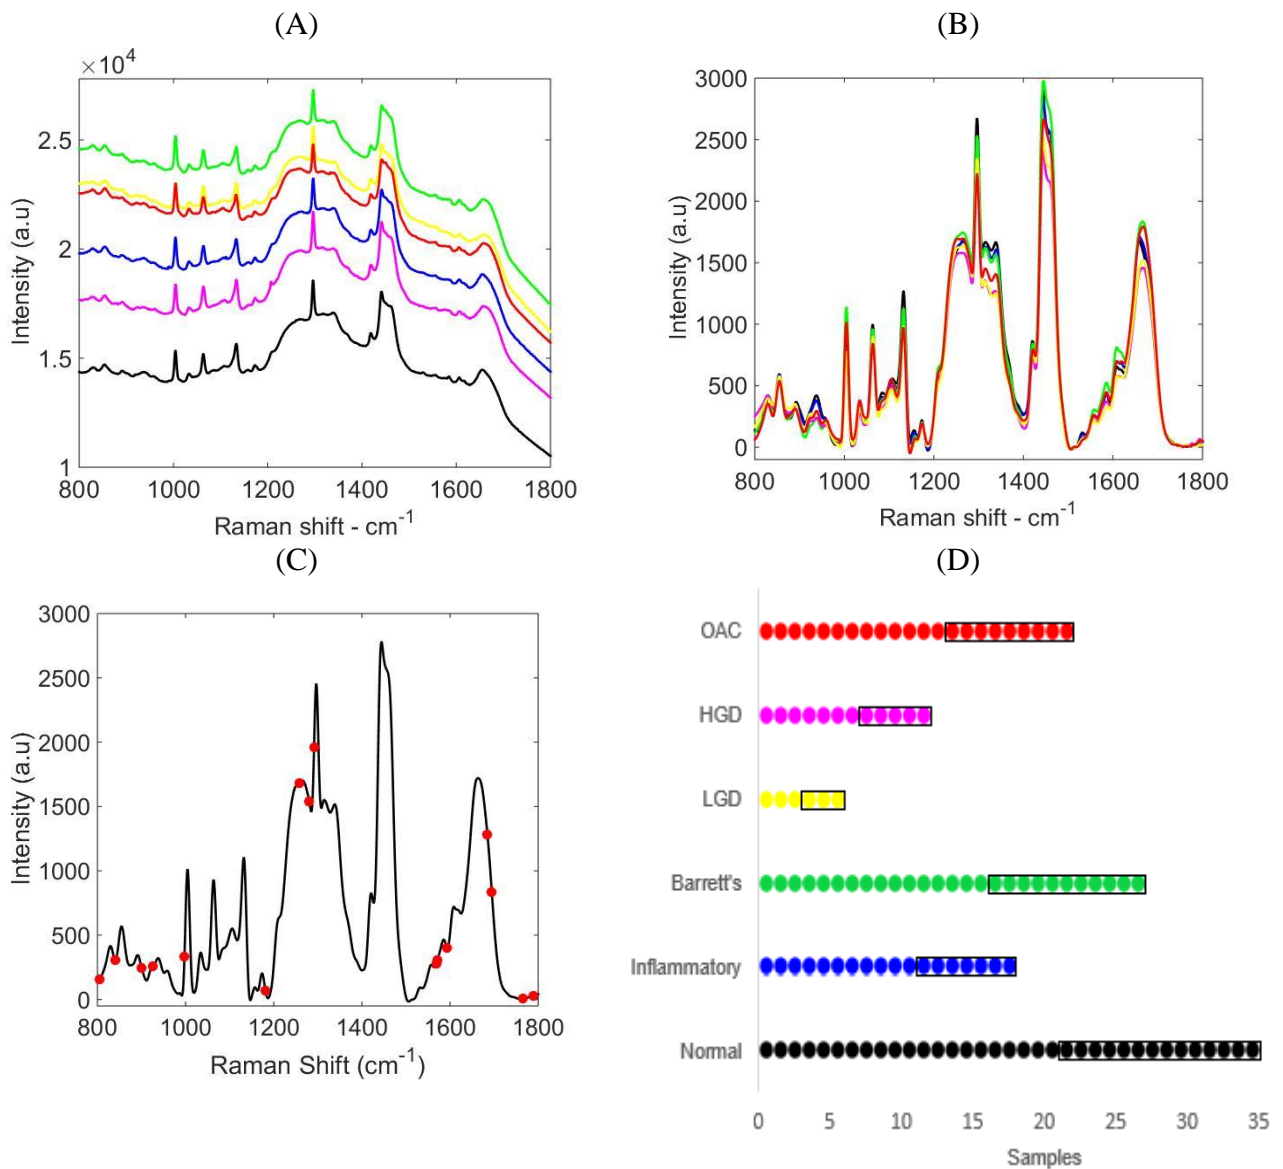 (A)
(B)
×10⁴
2.5
2
1.5
1
Intensity (a.u)
800 1000 1200 1400 1600 1800
Raman shift - cm⁻¹
3000
2500
2000
1500
1000
500
0
Intensity (a.u)
800 1000 1200 1400 1600 1800
Raman shift - cm⁻¹
(C)
(D)
3000
2500
2000
1500
1000
500
0
Intensity (a.u)
800 1000 1200 1400 1600 1800
Raman Shift (cm⁻¹)
OAC
HGD
LGD
Barrett's
Inflammatory
Normal
0 5 10 15 20 25 30 35
Samples